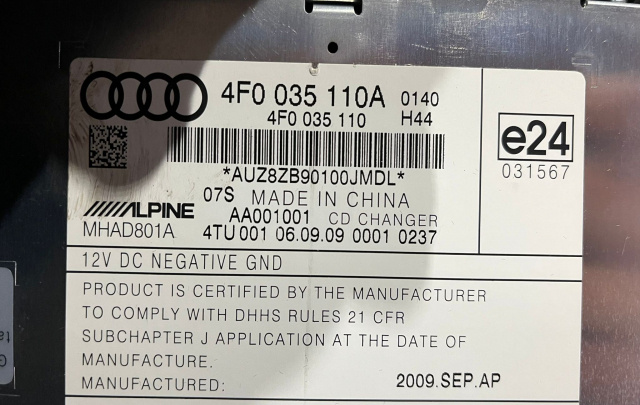 4F0 035 110A 0140
4F0 035 110 H44
*AUZ8ZB90100JMDL*
07S MADE IN CHINA
ALPINE AA001001 CD CHANGER
MHAD801A 4TU 001 06.09.09 0001 0237
e24
031567
12V DC NEGATIVE GND
PRODUCT IS CERTIFIED BY THE MANUFACTURER
TO COMPLY WITH DHHS RULES 21 CFR
SUBCHAPTER J APPLICATION AT THE DATE OF
MANUFACTURE.
MANUFACTURED: 2009.SEP.AP